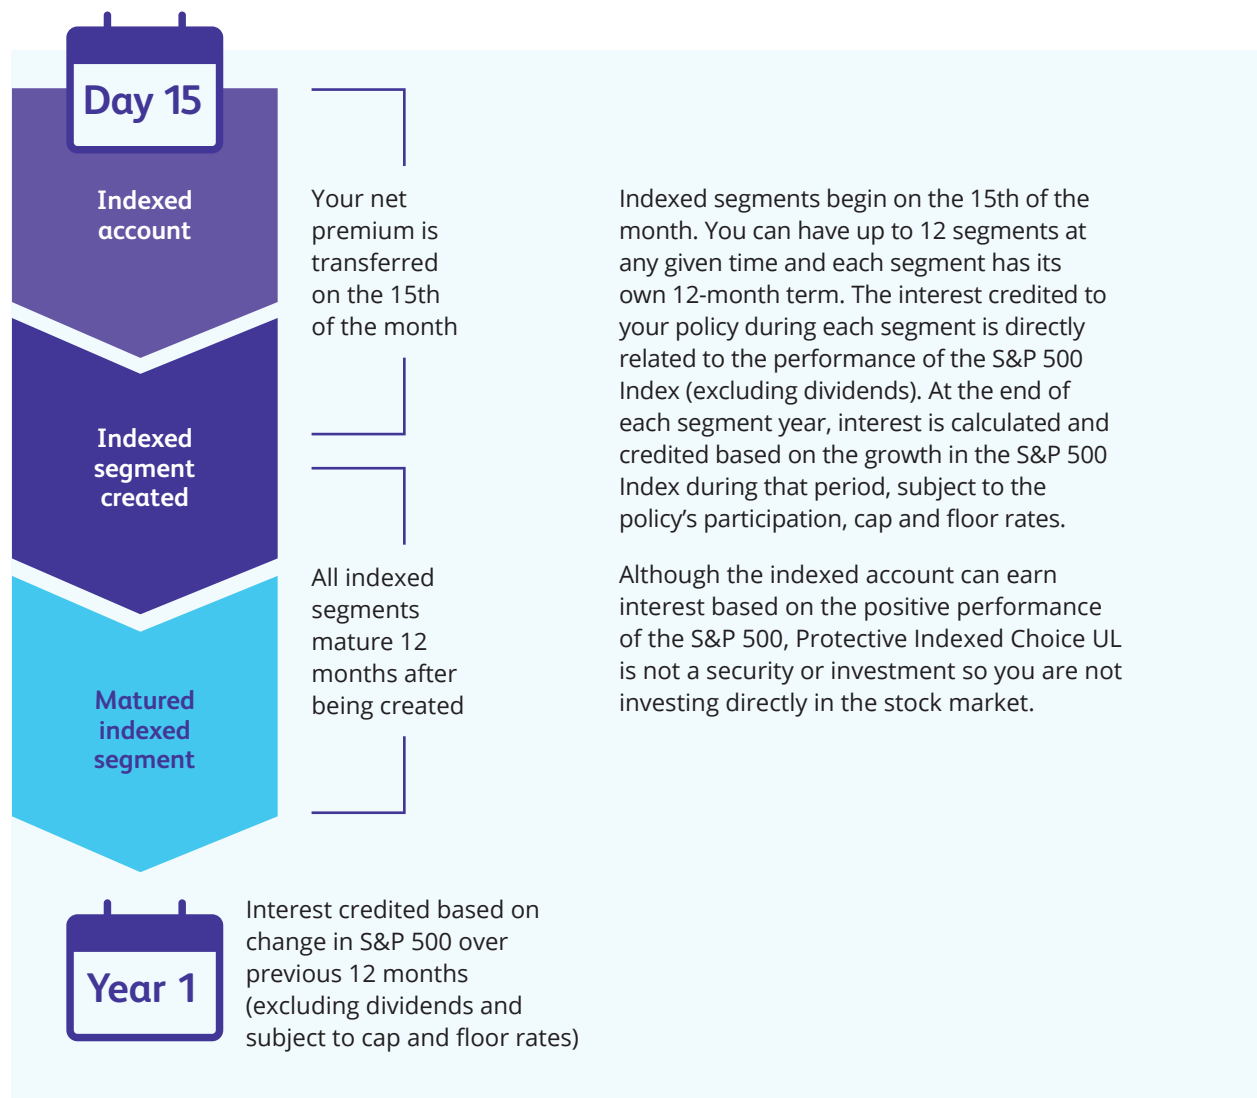 Day 15
Indexed
account
Your net
premium is
transferred
on the 15th
of the month
Indexed
segment
created
All indexed
segments
mature 12
months after
being created
Matured
indexed
segment
Year 1
Interest credited based on
change in S&P 500 over
previous 12 months
(excluding dividends and
subject to cap and floor rates)
Indexed segments begin on the 15th of the
month. You can have up to 12 segments at
any given time and each segment has its
own 12-month term. The interest credited to
your policy during each segment is directly
related to the performance of the S&P 500
Index (excluding dividends). At the end of
each segment year, interest is calculated and
credited based on the growth in the S&P 500
Index during that period, subject to the
policy’s participation, cap and floor rates.
Although the indexed account can earn
interest based on the positive performance
of the S&P 500, Protective Indexed Choice UL
is not a security or investment so you are not
investing directly in the stock market.